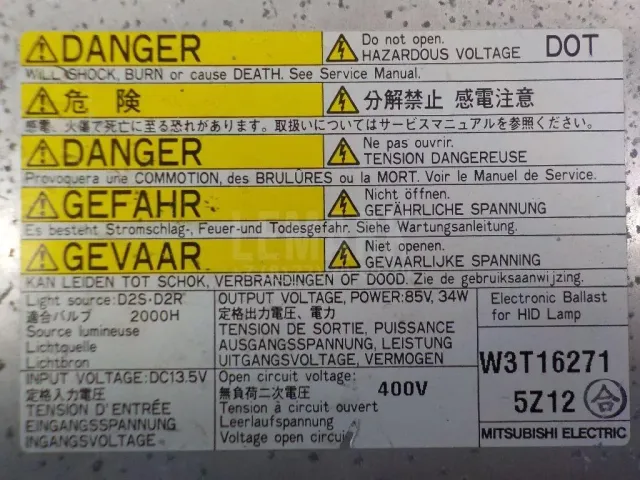 DANGER Do not open. HAZARDOUS VOLTAGE DOT
WILL SHOCK, BURN or cause DEATH. See Service Manual.
危険 分解禁止 感電注意
感電、火傷で死亡に至る恐れがあります。取扱いについてはサービスマニュアルを参照ください。
DANGER Ne pas ouvrir. TENSION DANGEREUSE
Provoquera une COMMOTION, des BRULÛRES ou la MORT. Voir le Manuel de Service.
GEFAHR Nicht öffnen. GEFÄHRLICHE SPANNUNG
Es besteht Stromschlag-, Feuer-und Todesgefahr. Siehe Wartungsanleitung.
GEVAAR Niet openen. GEVAARLIJKE SPANNING
KAN LEIDEN TOT SCHOK, VERBRANDINGEN OF DOOD. Zie de gebruiksaanwijzing.
Light source:D2S・D2R
適合バルブ 2000H
Source lumineuse
Lichtquelle
Lichtbron
OUTPUT VOLTAGE, POWER:85V, 34W
定格出力電圧、電力
TENSION DE SORTIE, PUISSANCE
AUSGANGSSPANNUNG, LEISTUNG
UITGANGSVOLTAGE, VERMOGEN
Electronic Ballast
for HID Lamp
INPUT VOLTAGE:DC13.5V
定格入力電圧
TENSION D'ENTRÉE
EINGANGSSPANNUNG
INGANGSVOLTAGE
Open circuit voltage:
無負荷二次電圧 400V
Tension à circuit ouvert
Leerlaufspannung
Voltage open circuit
W3T16271
5Z12 合
MITSUBISHI ELECTRIC